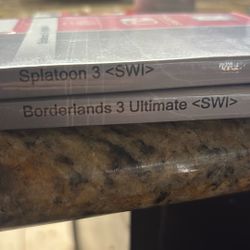 Splatoon 3 <SWI>
Borderlands 3 Ultimate <SWI>